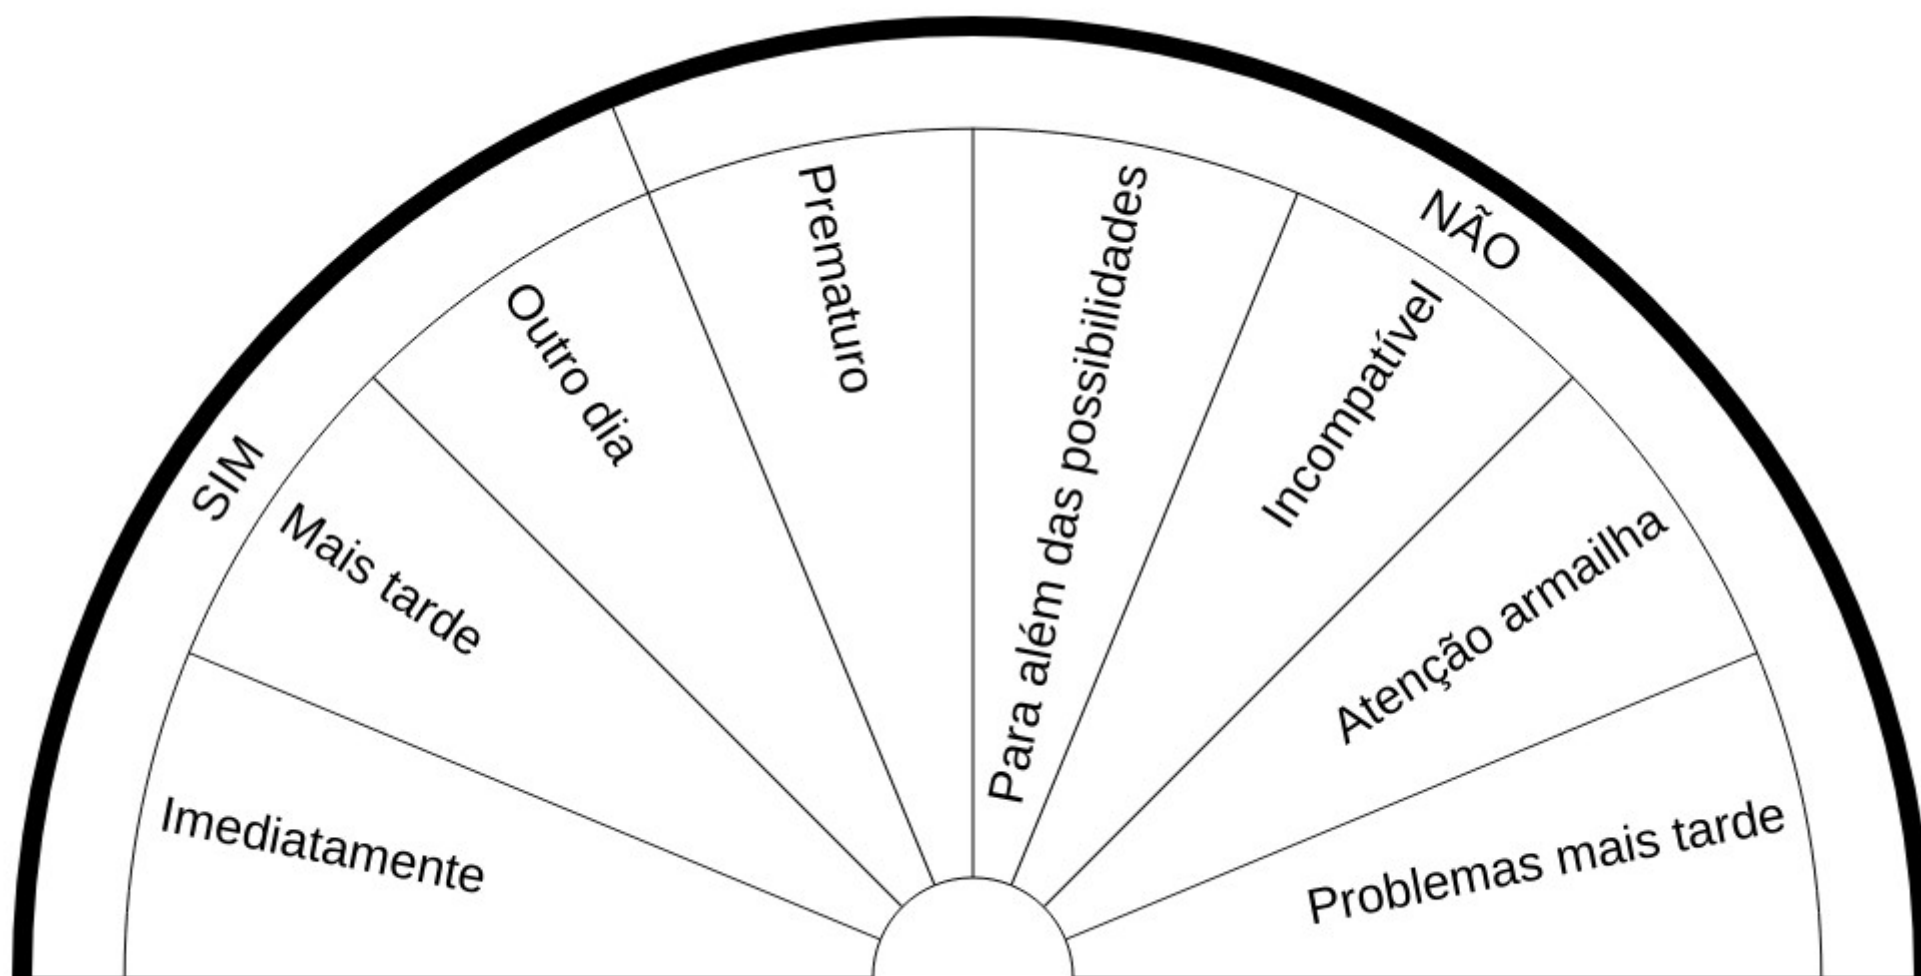 SIM
NÃO
Imediatamente
Mais tarde
Outro dia
Prematuro
Para além das possibilidades
Incompatível
Atenção armailha
Problemas mais tarde